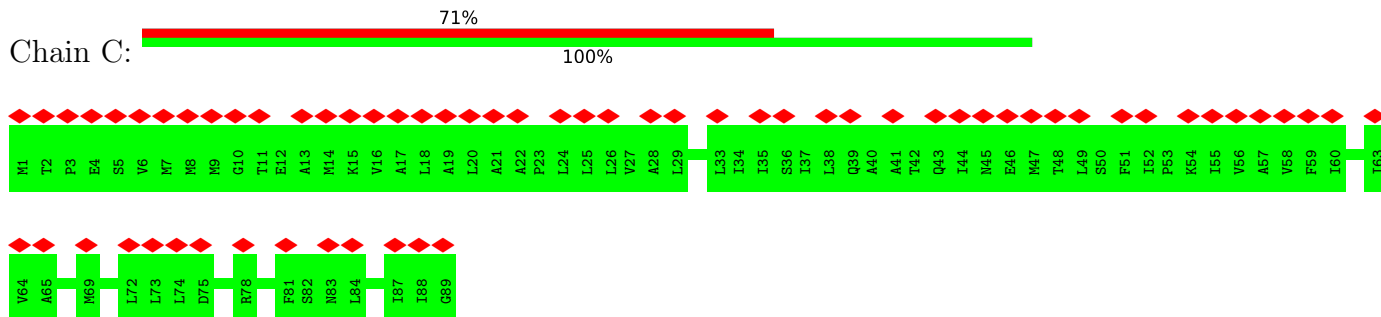 71%
Chain C:
100%
M1 T2 P3 E4 S5 V6 M7 M8 M9 G10 T11 E12 A13 M14 K15 V16 A17 L18 A19 L20 A21 A22 P23 L24 L25 L26 V27 A28 L29 L33 I34 I35 S36 I37 L38 Q39 A40 A41 T42 Q43 I44 N45 E46 M47 T48 L49 S50 F51 I52 P53 K54 I55 V56 A57 V58 F59 I60 I63
V64 A65 M69 L72 L73 L74 D75 R78 F81 S82 N83 L84 I87 I88 G89